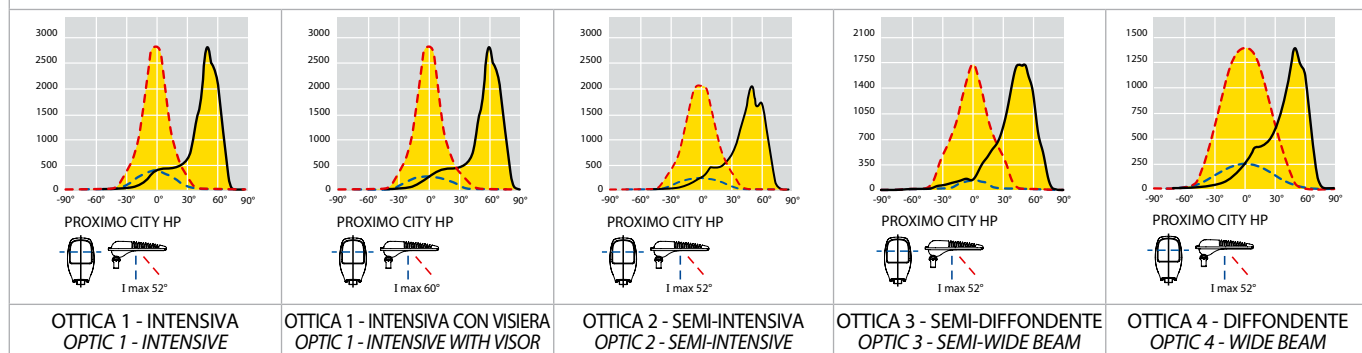 3000
2500
2000
1500
1000
500
0
-90° -60° -30° 0° 30° 60° 90°
PROXIMO CITY HP
I max 52°
OTTICA 1 - INTENSIVA
OPTIC 1 - INTENSIVE
3000
2500
2000
1500
1000
500
0
-90° -60° -30° 0° 30° 60° 90°
PROXIMO CITY HP
I max 60°
OTTICA 1 - INTENSIVA CON VISIERA
OPTIC 1 - INTENSIVE WITH VISOR
3000
2500
2000
1500
1000
500
0
-90° -60° -30° 0° 30° 60° 90°
PROXIMO CITY HP
I max 52°
OTTICA 2 - SEMI-INTENSIVA
OPTIC 2 - SEMI-INTENSIVE
2100
1750
1050
1050
700
350
0
-90° -60° -30° 0° 30° 60° 90°
PROXIMO CITY HP
I max 52°
OTTICA 3 - SEMI-DIFFONDENTE
OPTIC 3 - SEMI-WIDE BEAM
1500
1250
1000
750
500
250
0
-90° -60° -30° 0° 30° 60° 90°
PROXIMO CITY HP
I max 52°
OTTICA 4 - DIFFONDENTE
OPTIC 4 - WIDE BEAM